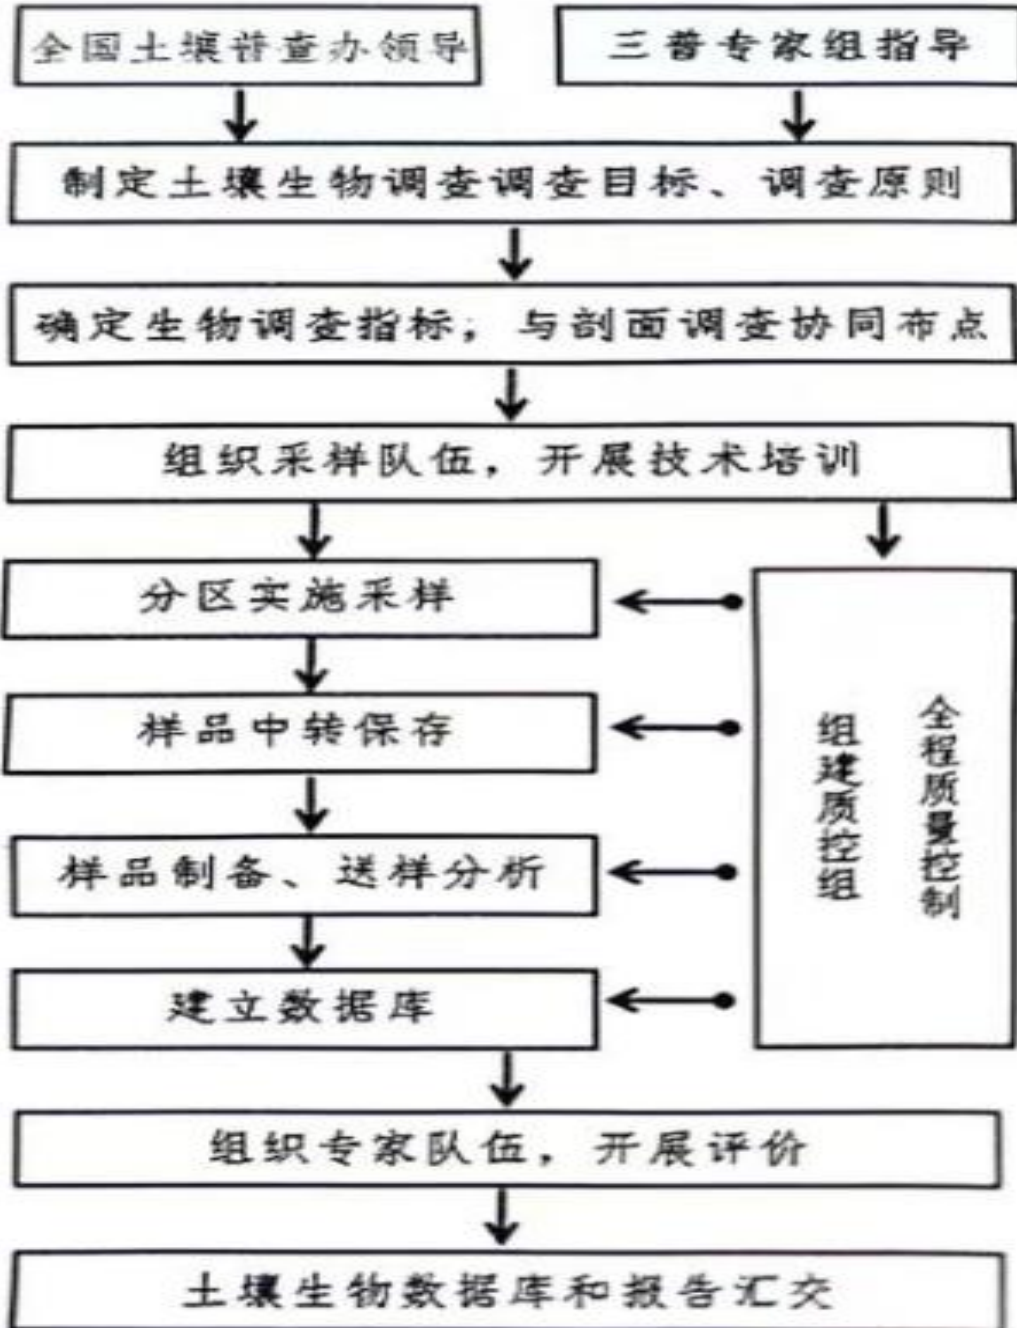 全国土壤普查办领导
三普专家组指导
制定土壤生物调查调查目标、调查原则
确定生物调查指标，与剖面调查协同布点
组织采样队伍，开展技术培训
分区实施采样
样品中转保存
样品制备、送样分析
建立数据库
全程质量控制
组建质控组
组织专家队伍，开展评价
土壤生物数据库和报告汇交